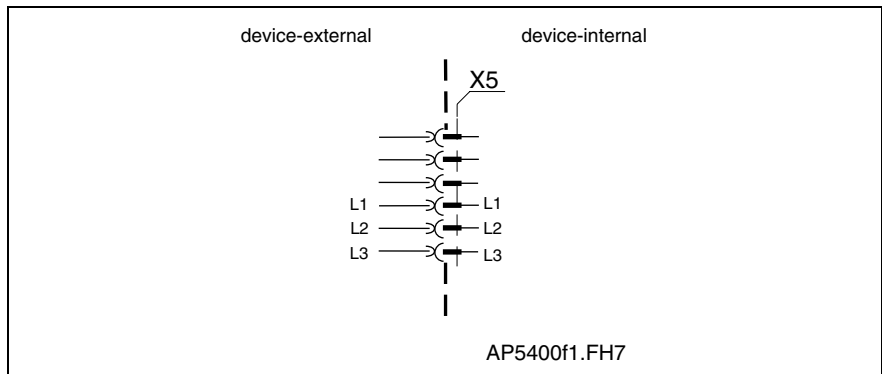 device-external device-internal
X5
L1 L1
L2 L2
L3 L3
AP5400f1.FH7